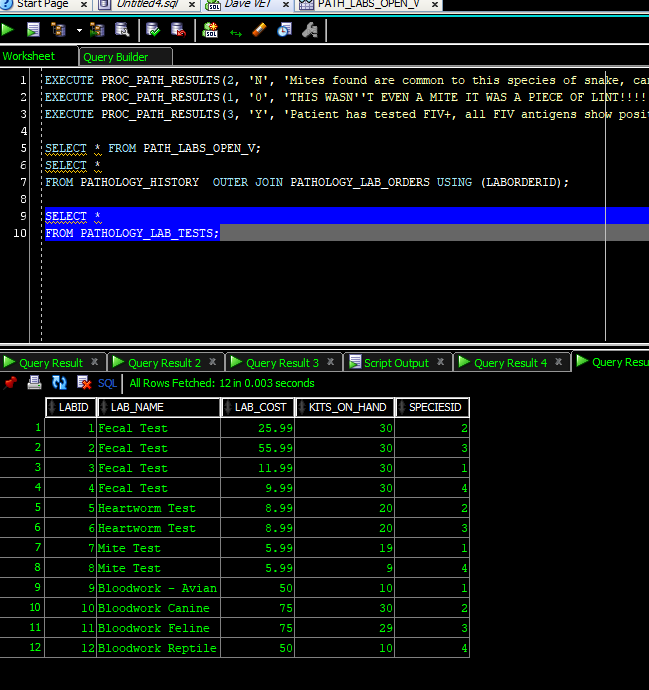 Start Page × Untitled4.sql × Dave VET × PATH_LABS_OPEN_V ×
Worksheet Query Builder
1 EXECUTE PROC_PATH_RESULTS(2, 'N', 'Mites found are common to this species of snake,
2 EXECUTE PROC_PATH_RESULTS(1, '0', 'THIS WASN''T EVEN A MITE IT WAS A PIECE OF LINT!!!!
3 EXECUTE PROC_PATH_RESULTS(3, 'Y', 'Patient has tested FIV+, all FIV antigens show posi
4
5 SELECT * FROM PATH_LABS_OPEN_V;
6 SELECT *
7 FROM PATHOLOGY_HISTORY OUTER JOIN PATHOLOGY_LAB_ORDERS USING (LABORDERID);
8
9 SELECT *
10 FROM PATHOLOGY_LAB_TESTS;
Query Result × Query Result 2 × Query Result 3 × Script Output × Query Result 4 × Query Resu
SQL All Rows Fetched: 12 in 0.003 seconds
LABID LAB_NAME LAB_COST KITS_ON_HAND SPECIESID
1 1 Fecal Test 25.99 30 2
2 2 Fecal Test 55.99 30 3
3 3 Fecal Test 11.99 30 1
4 4 Fecal Test 9.99 30 4
5 5 Heartworm Test 8.99 20 2
6 6 Heartworm Test 8.99 20 3
7 7 Mite Test 5.99 19 1
8 8 Mite Test 5.99 9 4
9 9 Bloodwork - Avian 50 10 1
10 10 Bloodwork Canine 75 30 2
11 11 Bloodwork Feline 75 29 3
12 12 Bloodwork Reptile 50 10 4